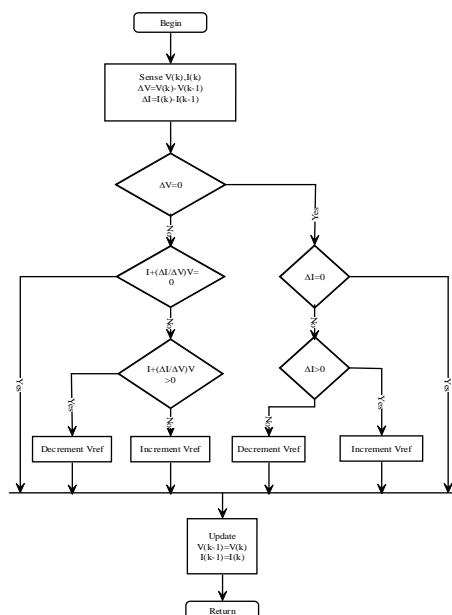 Begin
Sense V(k),I(k)
ΔV=V(k)-V(k-1)
ΔI=I(k)-I(k-1)
ΔV=0
Yes
No
I+(ΔI/ΔV)V=
0
ΔI=0
Yes
No
No
Yes
I+(ΔI/ΔV)V
>0
ΔI>0
Yes
No
No
Yes
Decrement Vref
Increment Vref
Decrement Vref
Increment Vref
Update
V(k-1)=V(k)
I(k-1)=I(k)
Return